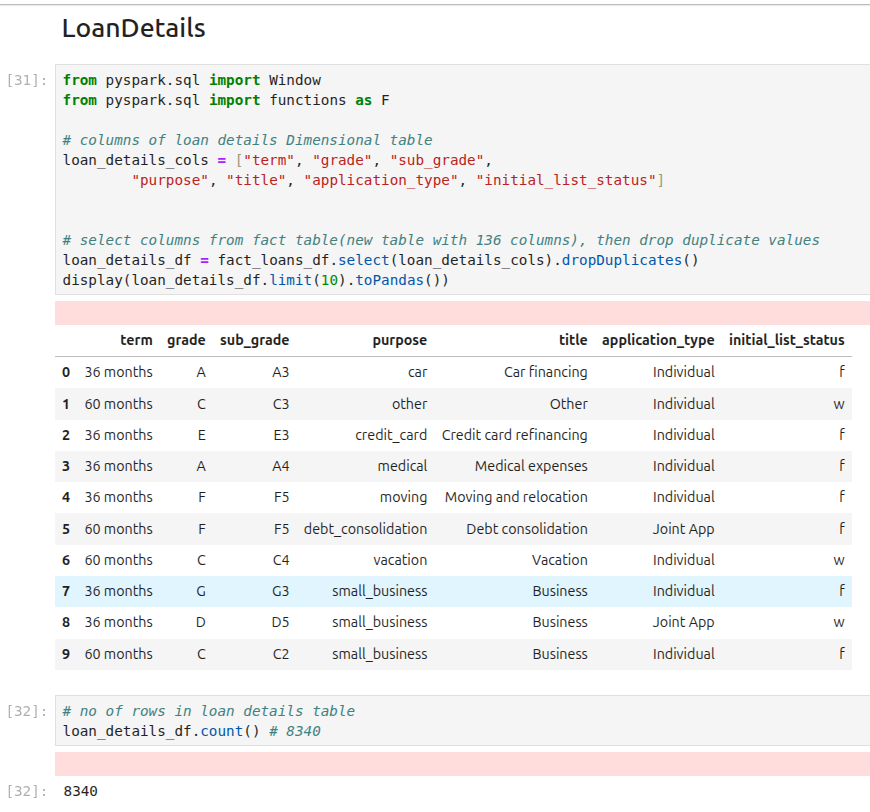 LoanDetails
[31]: from pyspark.sql import Window
from pyspark.sql import functions as F
# columns of loan details Dimensional table
loan_details_cols = ["term", "grade", "sub_grade",
"purpose", "title", "application_type", "initial_list_status"]
# select columns from fact table(new table with 136 columns), then drop duplicate values
loan_details_df = fact_loans_df.select(loan_details_cols).dropDuplicates()
display(loan_details_df.limit(10).toPandas())
term grade sub_grade purpose title application_type initial_list_status
0 36 months A A3 car Car financing Individual f
1 60 months C C3 other Other Individual w
2 36 months E E3 credit_card Credit card refinancing Individual f
3 36 months A A4 medical Medical expenses Individual f
4 36 months F F5 moving Moving and relocation Individual f
5 60 months F F5 debt_consolidation Debt consolidation Joint App f
6 60 months C C4 vacation Vacation Individual w
7 36 months G G3 small_business Business Individual f
8 36 months D D5 small_business Business Joint App w
9 60 months C C2 small_business Business Individual f
[32]: # no of rows in loan details table
loan_details_df.count() # 8340
[32]: 8340